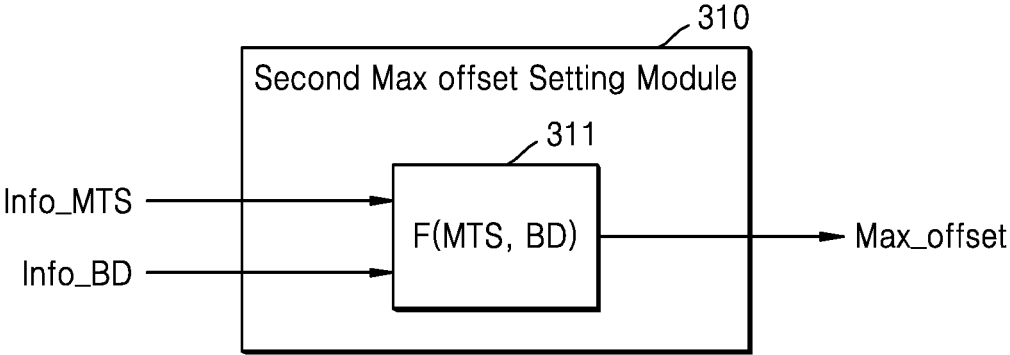 310
Second Max offset Setting Module
311
Info_MTS
F(MTS, BD)
Max_offset
Info_BD